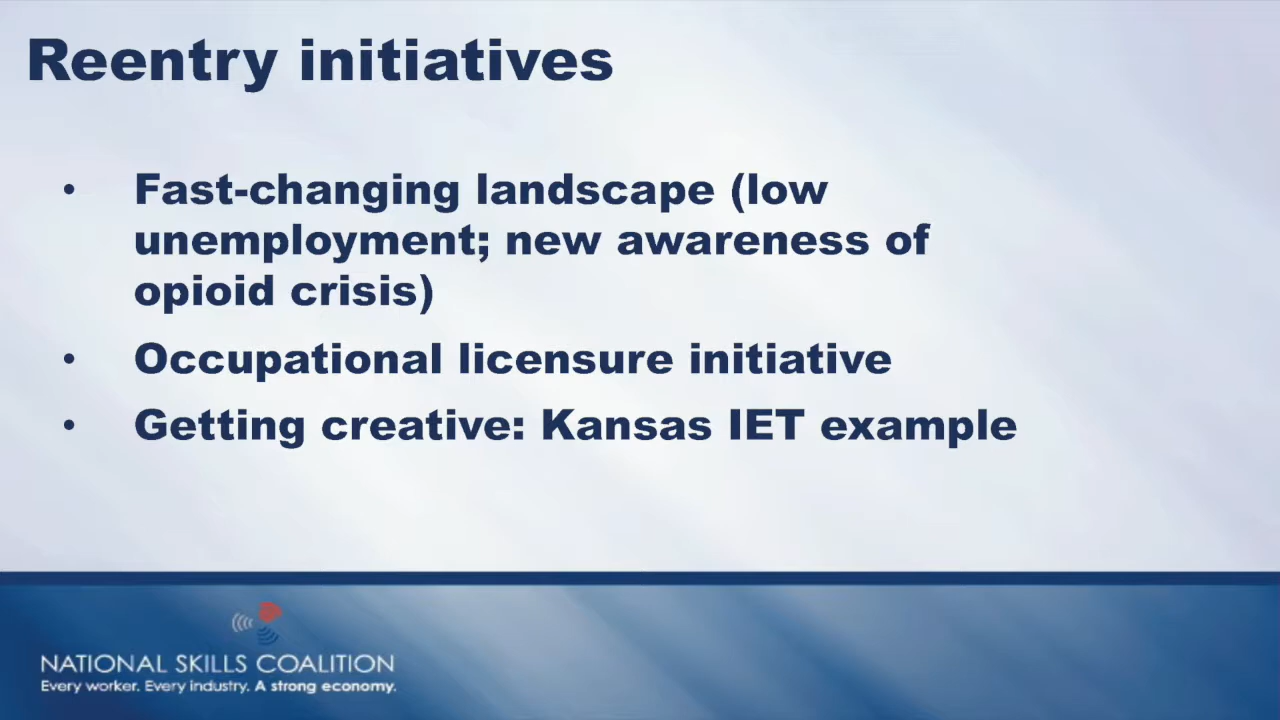 Reentry initiatives
• Fast-changing landscape (low
unemployment; new awareness of
opioid crisis)
• Occupational licensure initiative
• Getting creative: Kansas IET example
NATIONAL SKILLS COALITION
Every worker. Every industry. A strong economy.